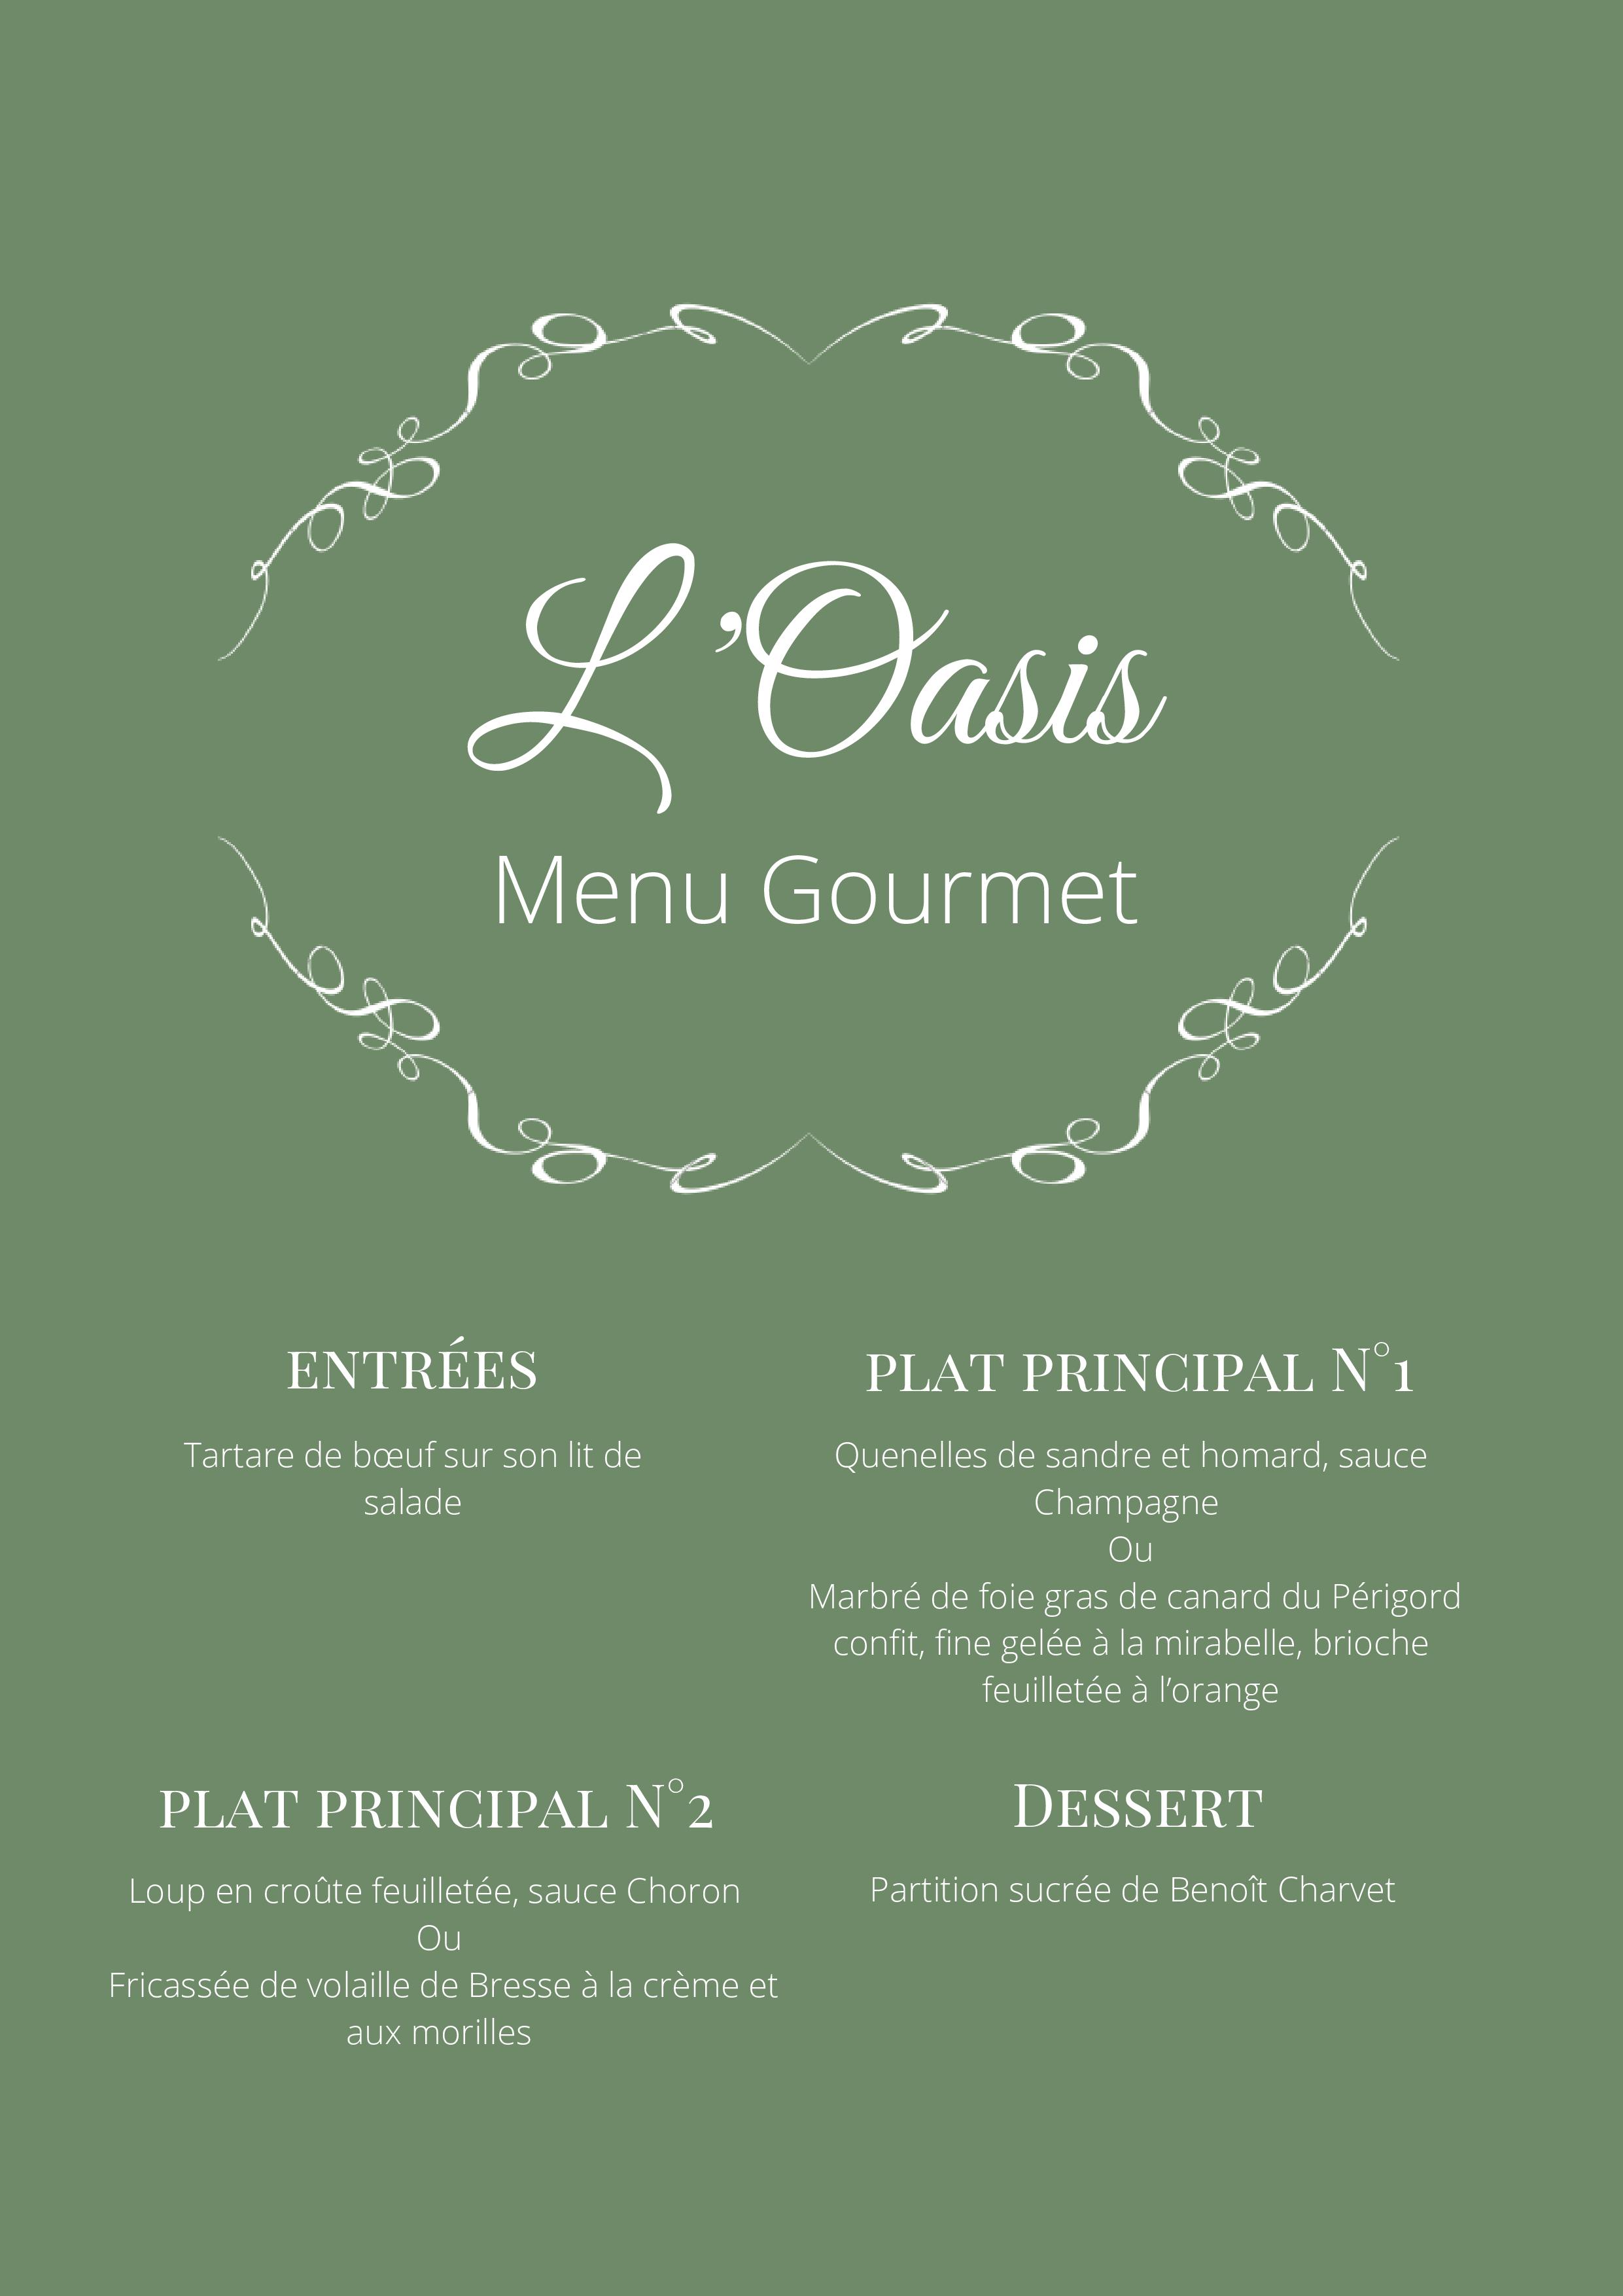 L'Oasis
Menu Gourmet
ENTRÉES
Tartare de bœuf sur son lit de
salade
PLAT PRINCIPAL N°1
Quenelles de sandre et homard, sauce
Champagne
Ou
Marbré de foie gras de canard du Périgord
confit, fine gelée à la mirabelle, brioche
feuilletée à l’orange
PLAT PRINCIPAL N°2
Loup en croûte feuilletée, sauce Choron
Ou
Fricassée de volaille de Bresse à la crème et
aux morilles
DESSERT
Partition sucrée de Benoît Charvet